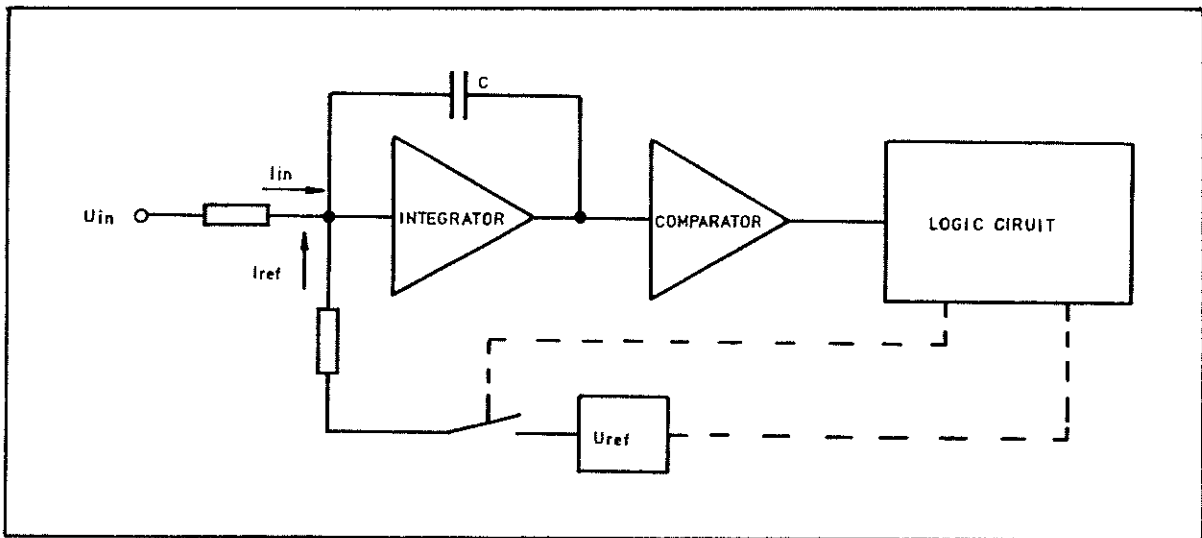 C
Iin
Uin
INTEGRATOR
COMPARATOR
LOGIC CIRUIT
Iref
Uref